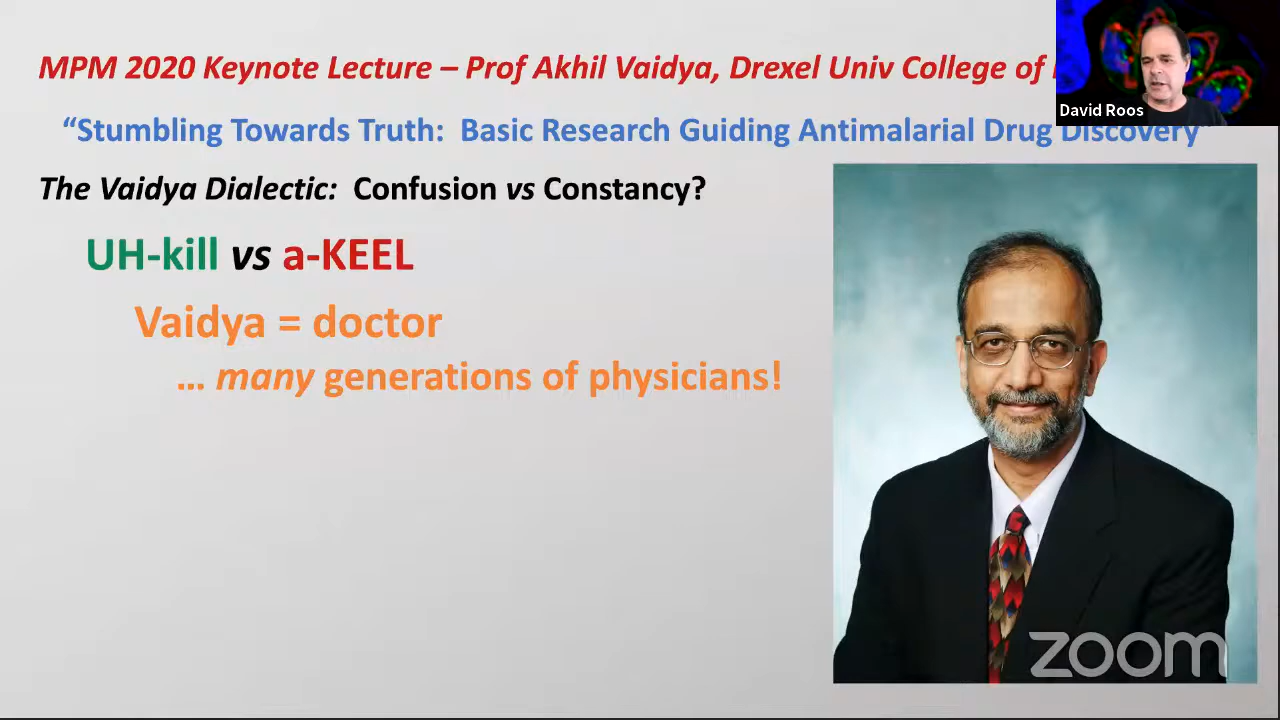 MPM 2020 Keynote Lecture – Prof Akhil Vaidya, Drexel Univ College of
David Roos
“Stumbling Towards Truth: Basic Research Guiding Antimalarial Drug Discovery”
The Vaidya Dialectic: Confusion vs Constancy?
UH-kill vs a-KEEL
Vaidya = doctor
… many generations of physicians!
zoom